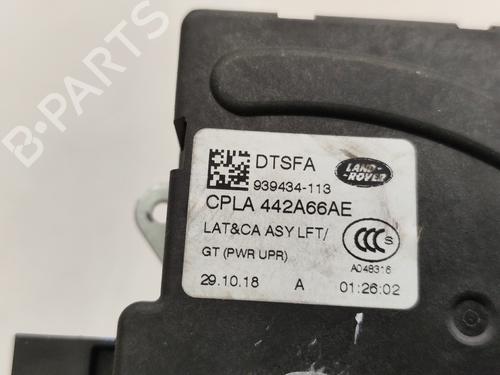 B-PARTS
DTSFA
LAND-
ROVER
939434-113
CPLA 442A66AE
LAT&CA ASY LFT/
GT (PWR UPR)
CCC
A048316
29.10.18 A 01:26:02